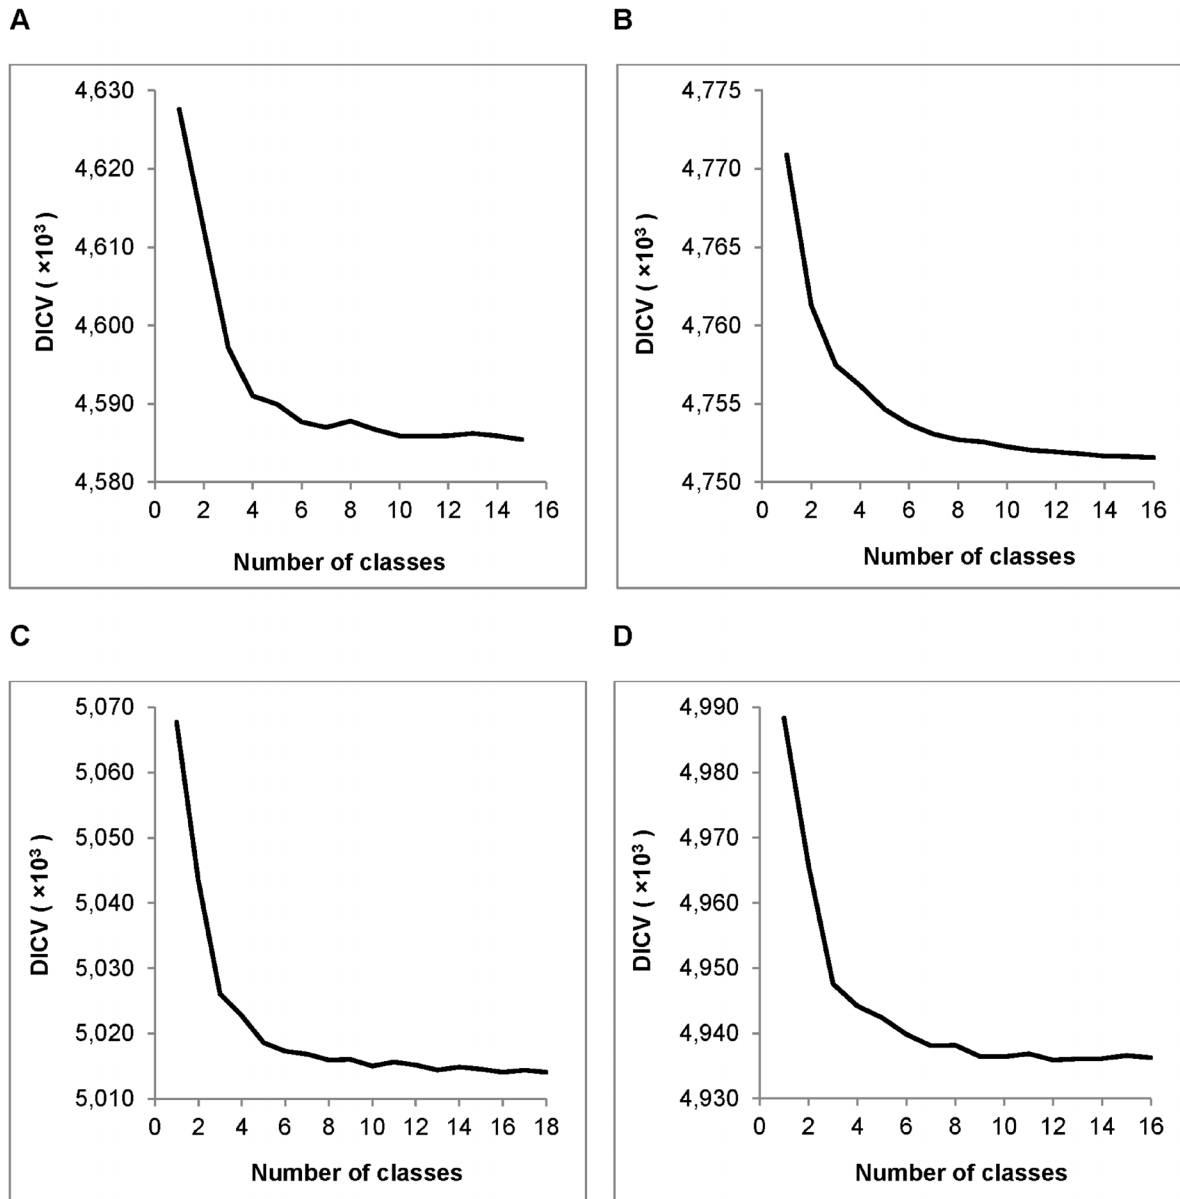 A
4,630
4,620
4,610
4,600
4,590
4,580
DICV ( ×10³ )
0 2 4 6 8 10 12 14 16
Number of classes
B
4,775
4,770
4,765
4,760
4,755
4,750
DICV ( ×10³ )
0 2 4 6 8 10 12 14 16
Number of classes
C
5,070
5,060
5,050
5,040
5,030
5,020
5,010
DICV ( ×10³ )
0 2 4 6 8 10 12 14 16 18
Number of classes
D
4,990
4,980
4,970
4,960
4,950
4,940
4,930
DICV ( ×10³ )
0 2 4 6 8 10 12 14 16
Number of classes